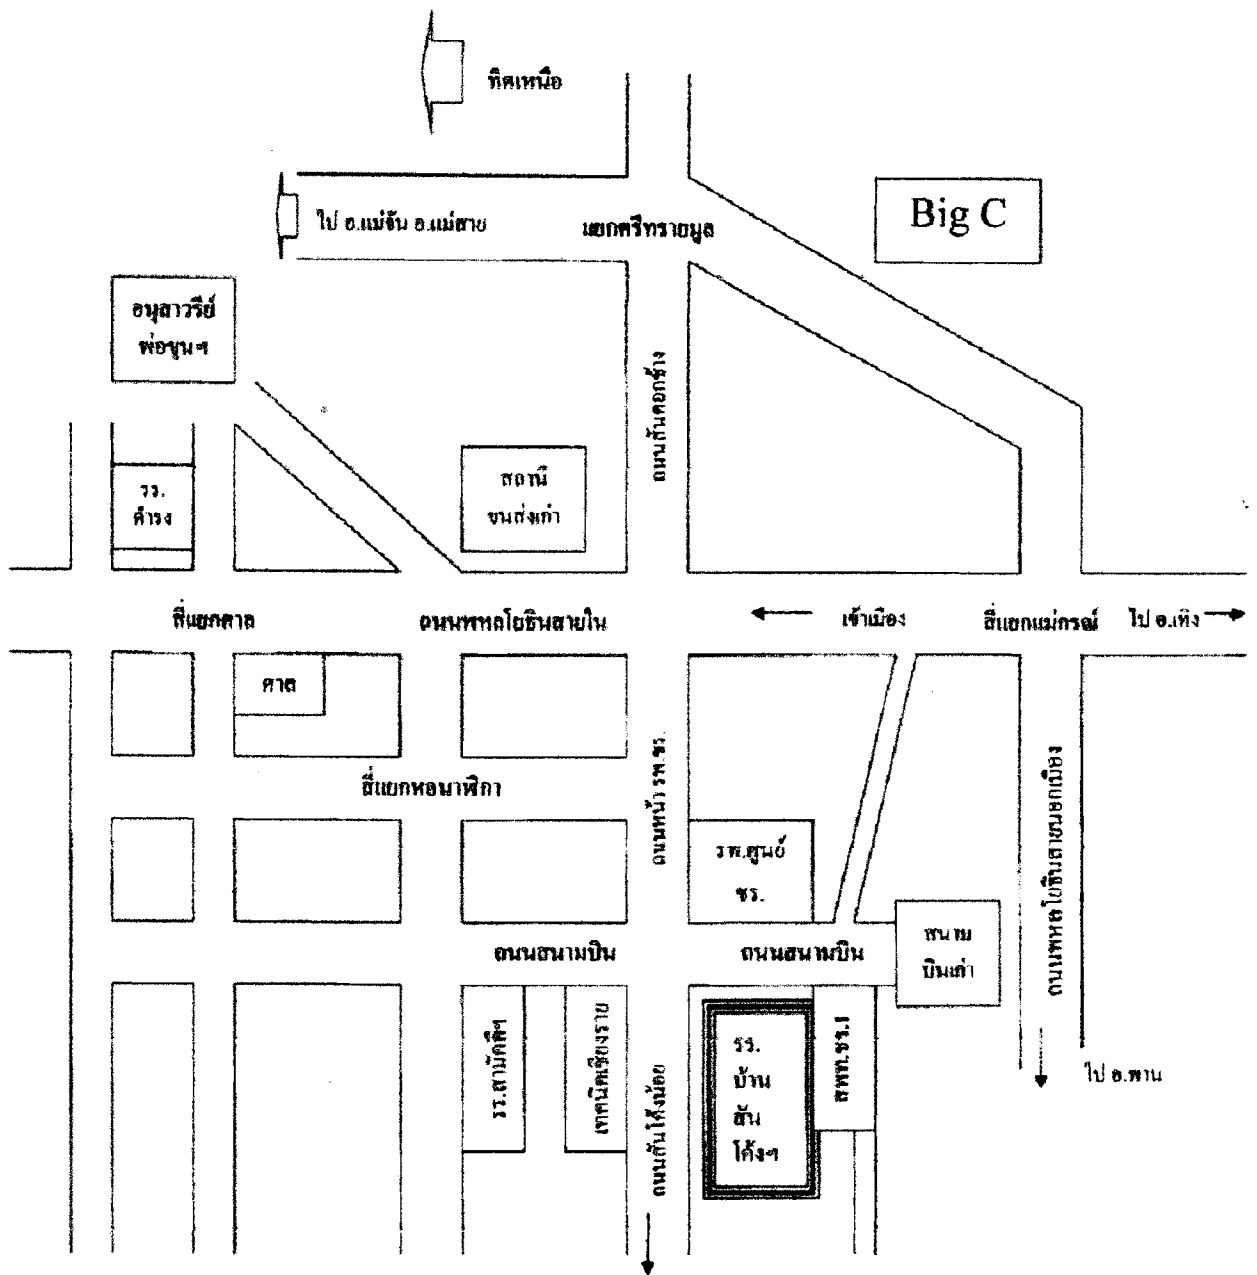 ทิศเหนือ
Big C
ไป อ.แม่จัน อ.แม่สาย
แยกศรีทรายมูล
อนุสาวรีย์
พ่อขุนฯ
ถนนสันคอกช้าง
สถานี
ขนส่งเก่า
รร.
ดำรง
สี่แยกศาล
ถนนพหลโยธินสายใน
เข้าเมือง
สี่แยกแม่กรณ์
ไป อ.เทิง
ศาล
สี่แยกหอนาฬิกา
ถนนหน้า รพ.ชร.
ถนนพหลโยธินสายนอกเมือง
รพ.ศูนย์
ชร.
ถนนสนามบิน
ถนนสนามบิน
สนาม
บินเก่า
รร.สามัคคีฯ
เทคนิคเชียงราย
ถนนสันโค้งน้อย
รร.
บ้าน
สัน
โค้งฯ
สพท.ชร.1
ไป อ.พาน